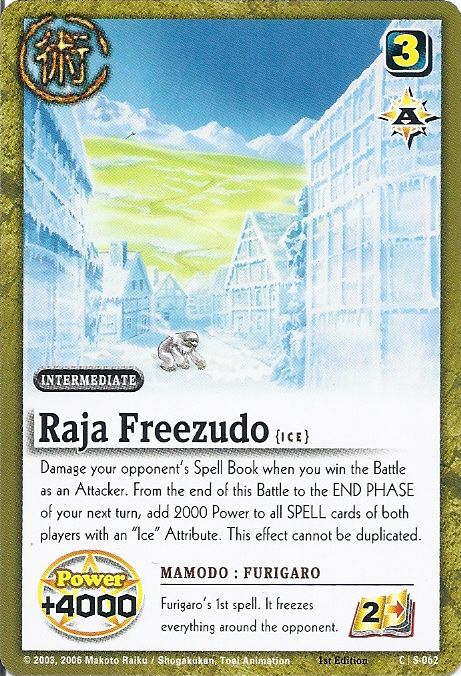 術
3
A
INTERMEDIATE
Raja Freezudo {ICE}
Damage your opponent's Spell Book when you win the Battle
as an Attacker. From the end of this Battle to the END PHASE
of your next turn, add 2000 Power to all SPELL cards of both
players with an "Ice" Attribute. This effect cannot be duplicated.
Power
+4000
MAMODO : FURIGARO
Furigaro's 1st spell. It freezes
everything around the opponent.
2
© 2003, 2006 Makoto Raiku / Shogakukan, Toei Animation 1st Edition C | S-062